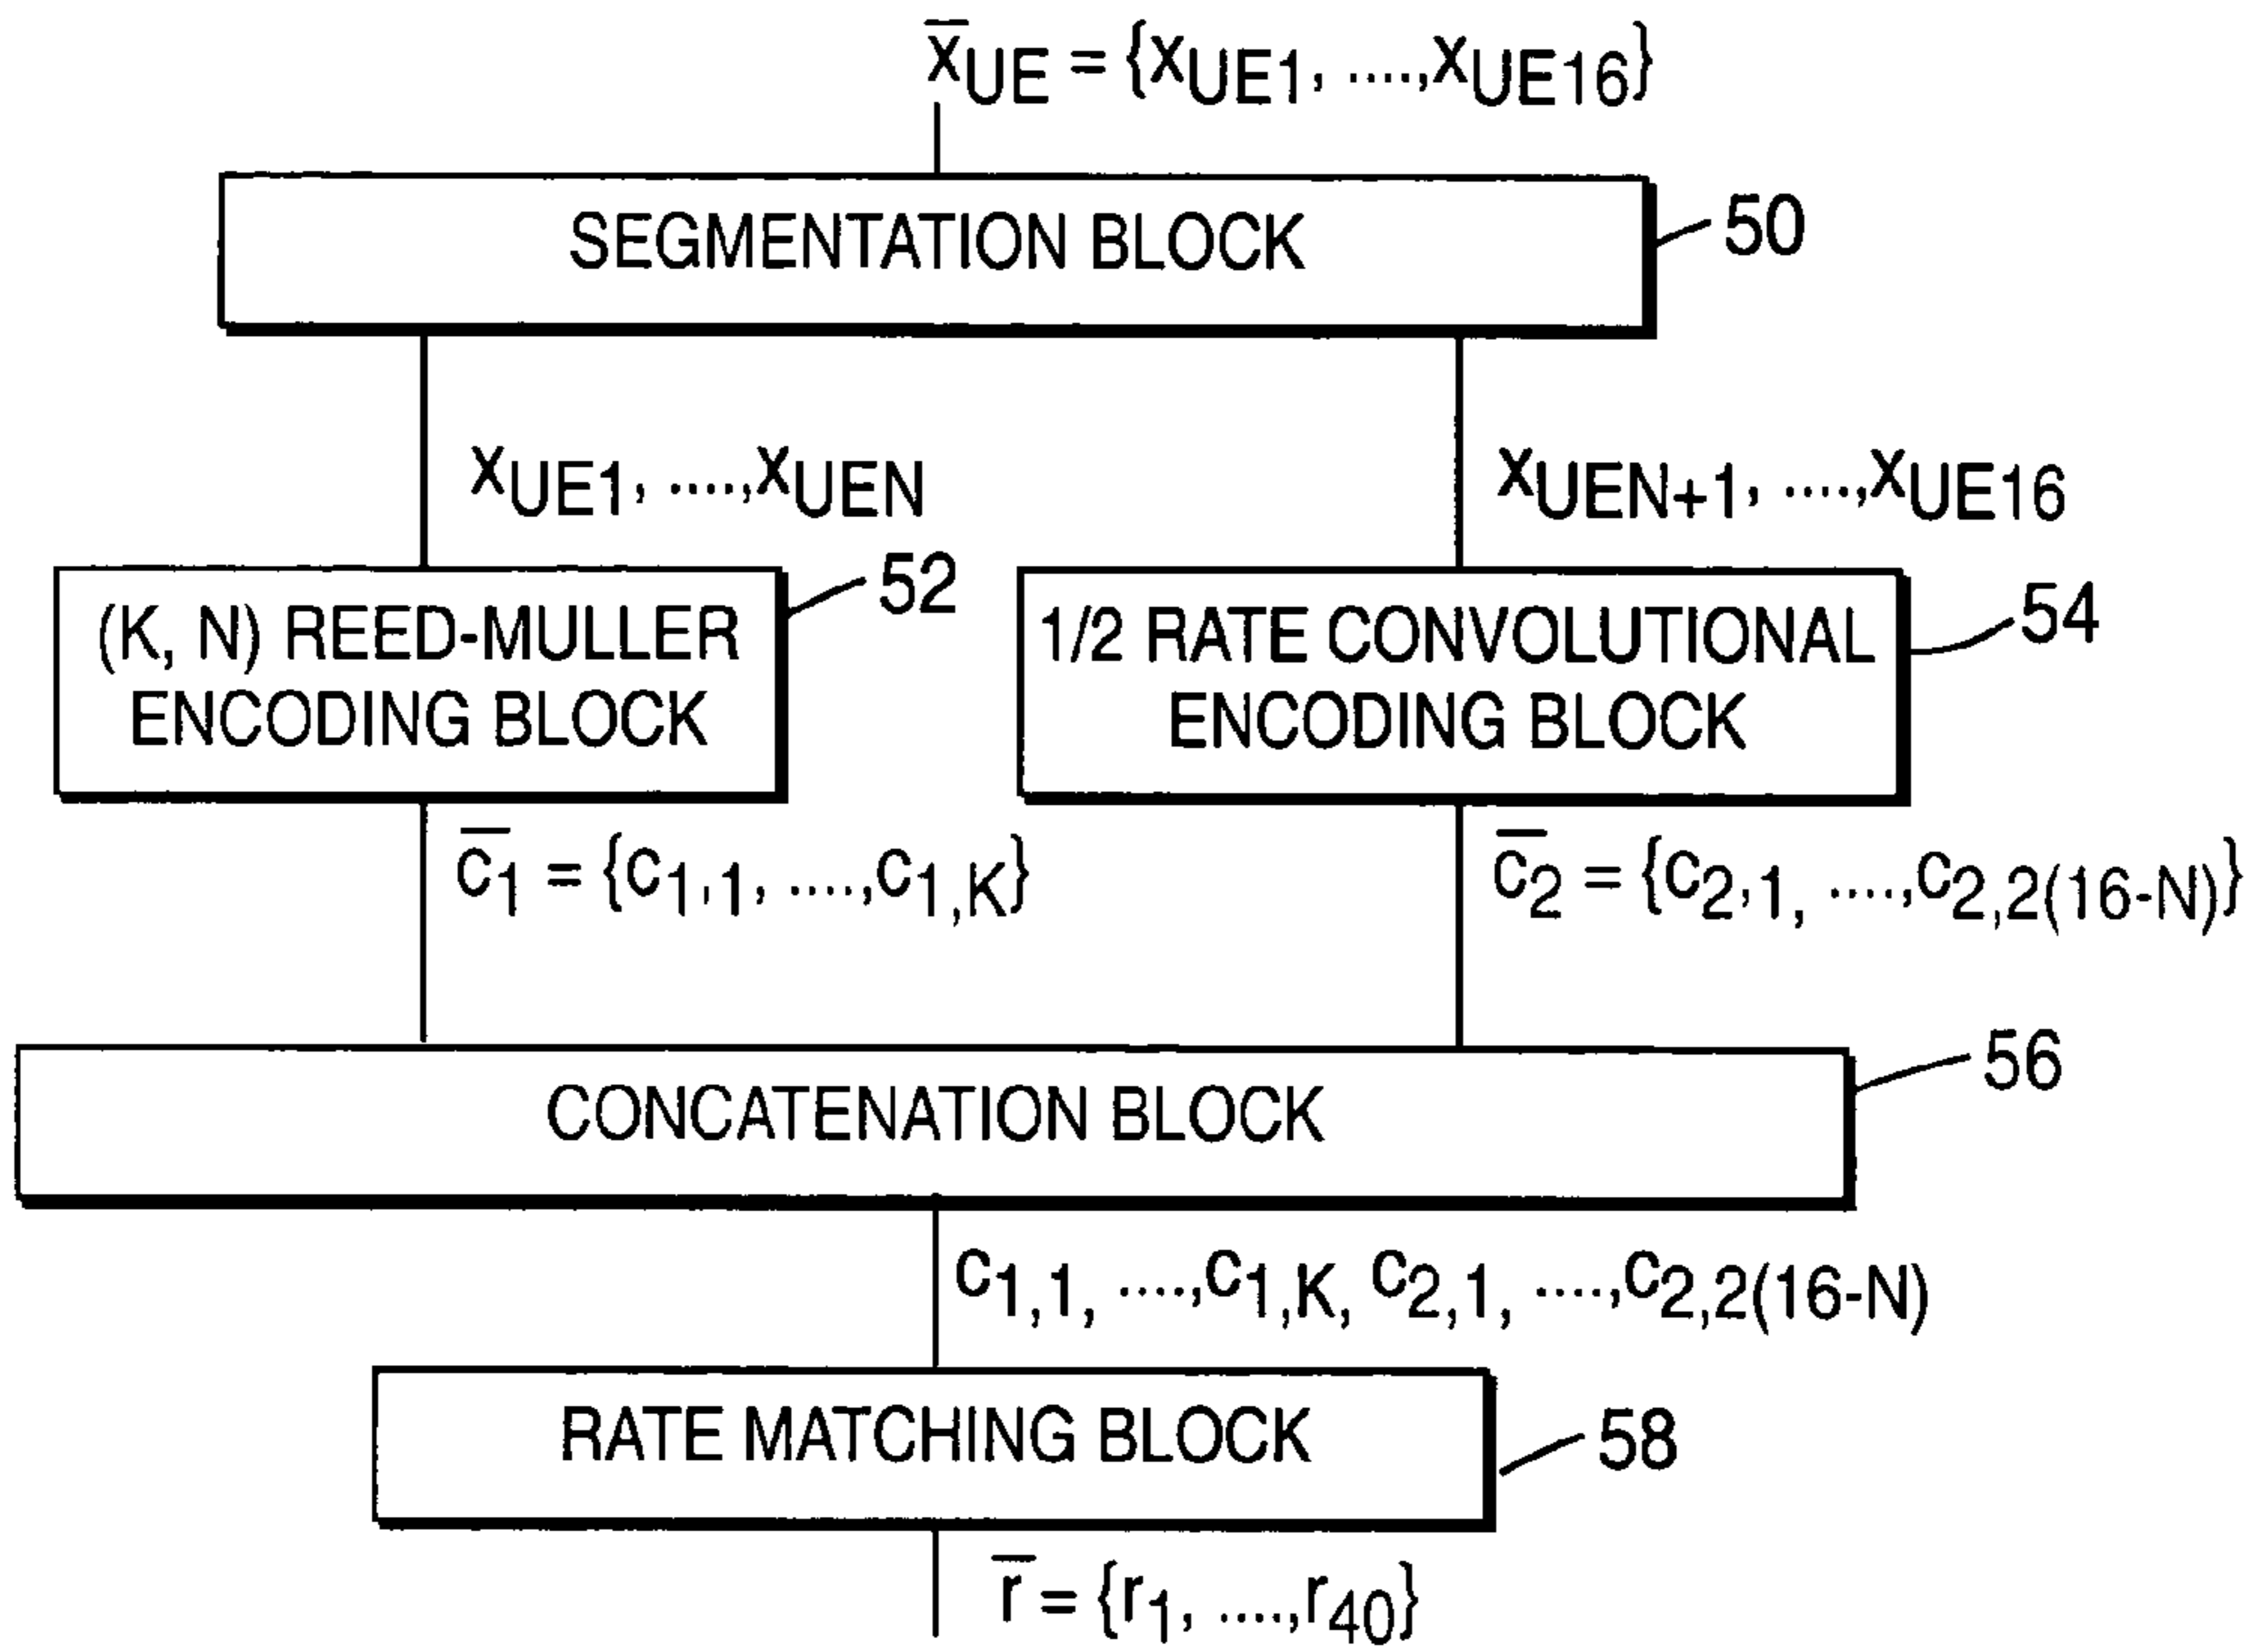 x̅UE = {xUE1, ....,xUE16}
SEGMENTATION BLOCK
50
xUE1, ....,xUEN
xUEN+1, ....,xUE16
52
(K, N) REED-MULLER
ENCODING BLOCK
54
1/2 RATE CONVOLUTIONAL
ENCODING BLOCK
c̅1 = {c1,1, ....,c1,K}
c̅2 = {c2,1, ....,c2,2(16-N)}
56
CONCATENATION BLOCK
c1,1, ....,c1,K, c2,1, ....,c2,2(16-N)
RATE MATCHING BLOCK
58
r̅ = {r1, ....,r40}